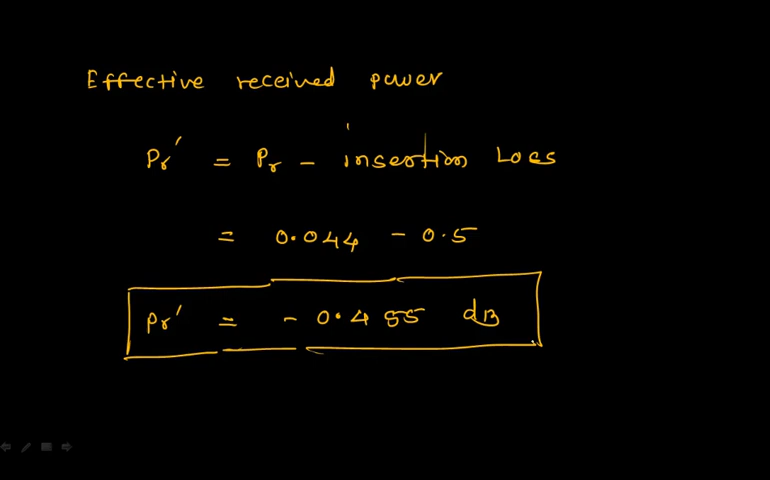 Effective received power
Pr' = Pr - insertion Loss
= 0.044 - 0.5
Pr' = - 0.455 dB